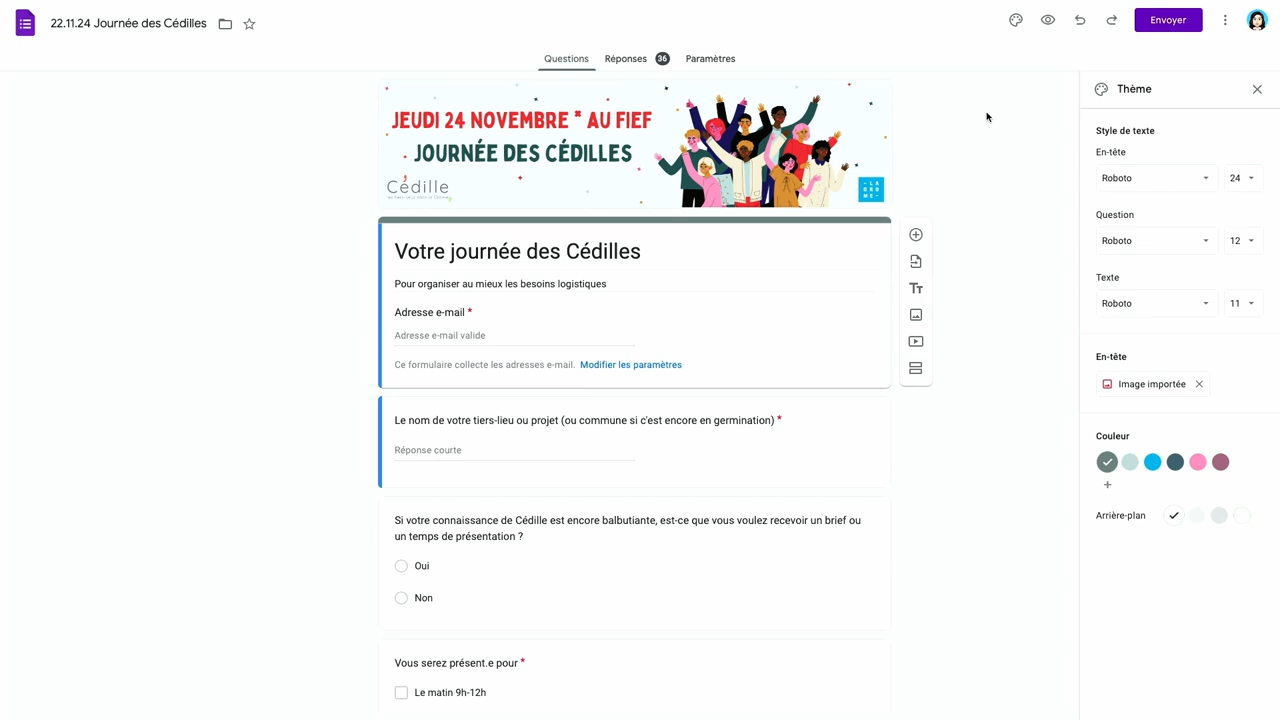 22.11.24 Journée des Cédilles
Envoyer
Questions
Réponses 36
Paramètres
JEUDI 24 NOVEMBRE * AU FIEF
JOURNÉE DES CÉDILLES
Cédille
Votre journée des Cédilles
Pour organiser au mieux les besoins logistiques
Adresse e-mail *
Adresse e-mail valide
Ce formulaire collecte les adresses e-mail. Modifier les paramètres
Le nom de votre tiers-lieu ou projet (ou commune si c'est encore en germination) *
Réponse courte
Si votre connaissance de Cédille est encore balbutiante, est-ce que vous voulez recevoir un brief ou
un temps de présentation ?
Oui
Non
Vous serez présent.e pour *
Le matin 9h-12h
Thème
Style de texte
En-tête
Roboto 24
Question
Roboto 12
Texte
Roboto 11
En-tête
Image importée
Couleur
Arrière-plan